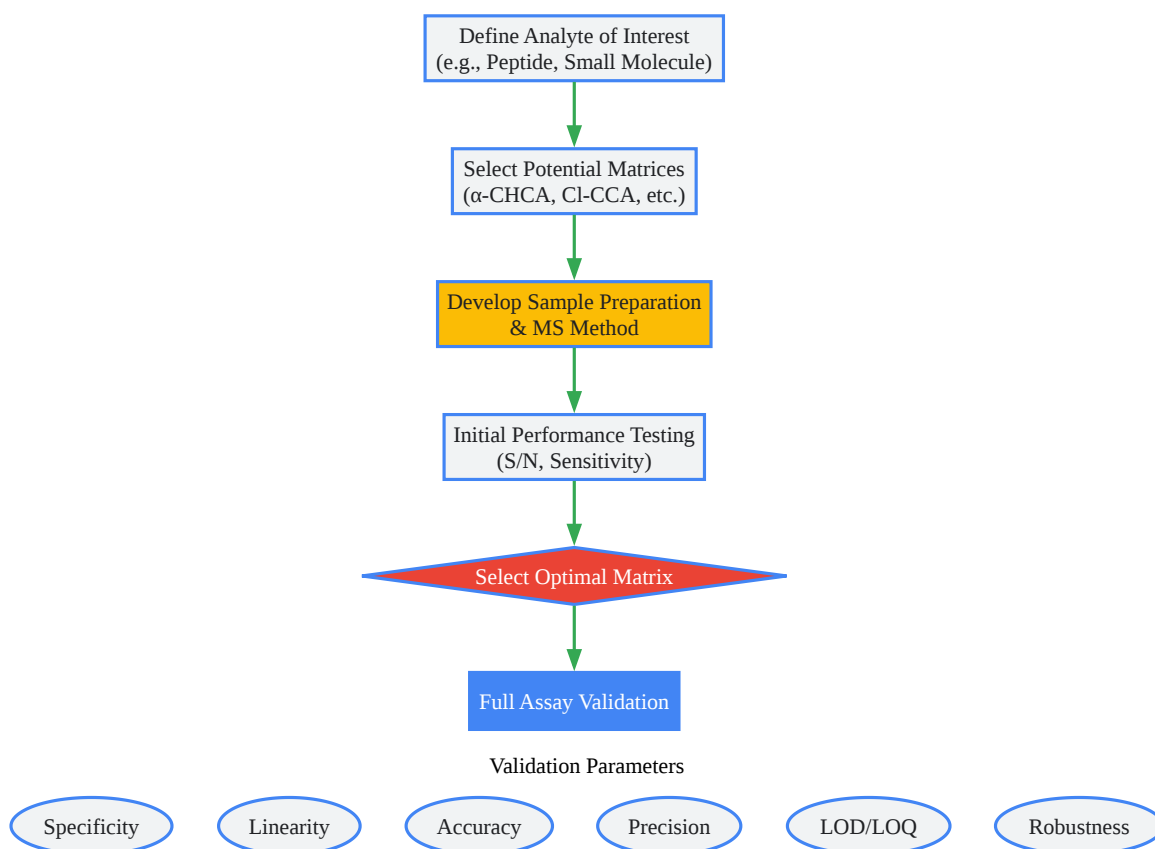 Define Analyte of Interest
(e.g., Peptide, Small Molecule)
Select Potential Matrices
(α-CHCA, Cl-CCA, etc.)
Develop Sample Preparation
& MS Method
Initial Performance Testing
(S/N, Sensitivity)
Select Optimal Matrix
Full Assay Validation
Validation Parameters
Specificity
Linearity
Accuracy
Precision
LOD/LOQ
Robustness